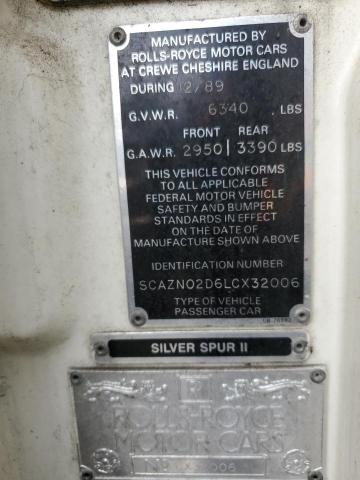 MANUFACTURED BY
ROLLS-ROYCE MOTOR CARS
AT CREWE CHESHIRE ENGLAND
DURING 12/89
G.V.W.R. 6340 LBS
FRONT REAR
G.A.W.R. 2950 3390 LBS
THIS VEHICLE CONFORMS
TO ALL APPLICABLE
FEDERAL MOTOR VEHICLE
SAFETY AND BUMPER
STANDARDS IN EFFECT
ON THE DATE OF
MANUFACTURE SHOWN ABOVE
IDENTIFICATION NUMBER
SCAZN02D6LCX32006
TYPE OF VEHICLE
PASSENGER CAR
SILVER SPUR II
ROLLS-ROYCE
MOTOR CARS